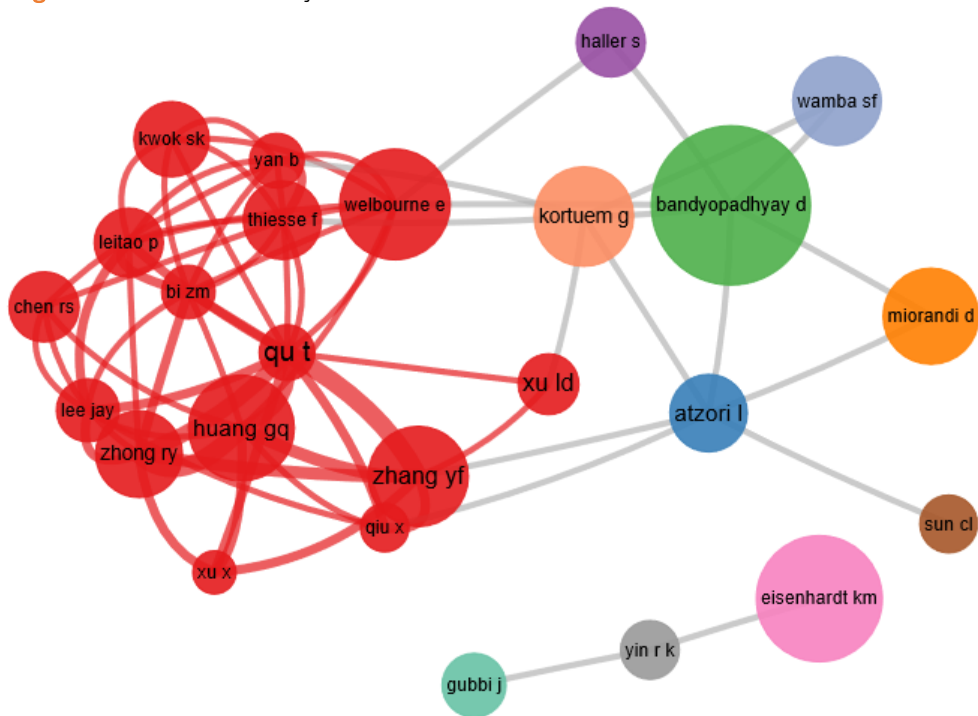 haller s
wamba sf
kwok sk
yan b
welbourne e
bandyopadhyay d
kortuem g
thiesse f
leitao p
bi zm
chen rs
miorandi d
qu t
xu ld
lee jay
atzori l
huang gq
zhong ry
zhang yf
qiu x
sun cl
xu x
eisenhardt km
yin r k
gubbi j